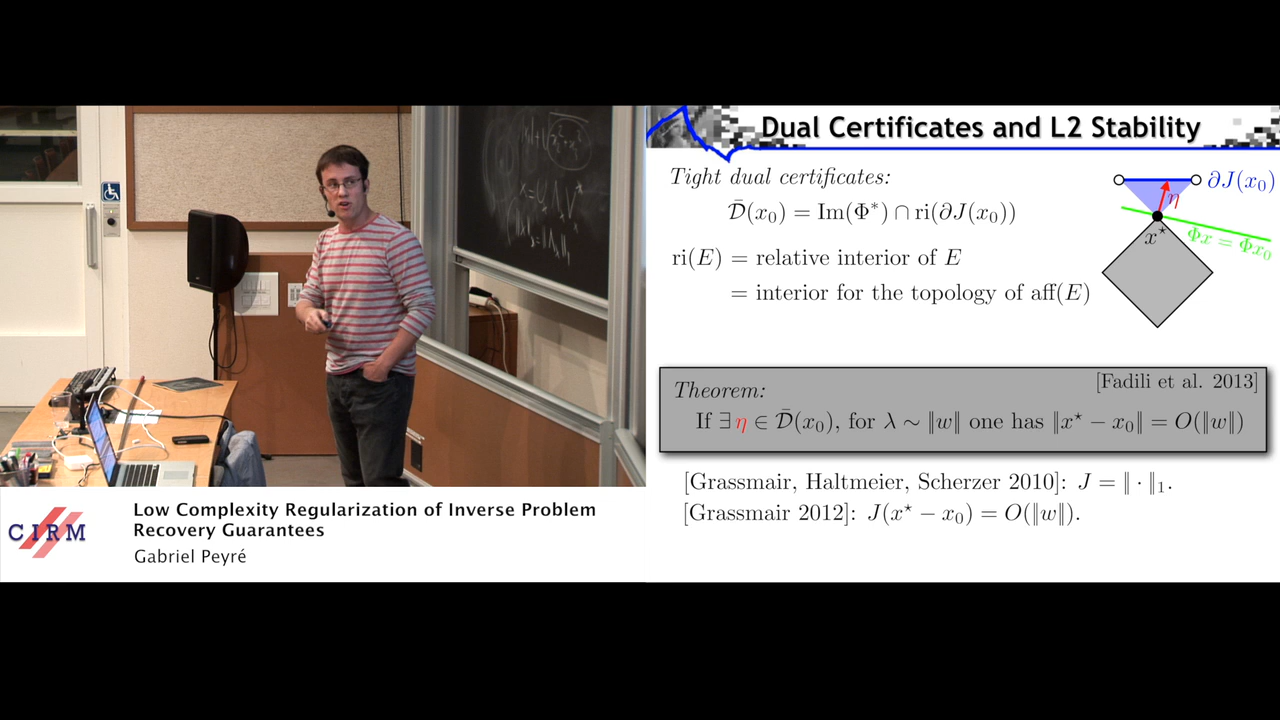 Dual Certificates and L2 Stability
Tight dual certificates:
D̄(x₀) = Im(Φ*) ∩ ri(∂J(x₀))
ri(E) = relative interior of E
= interior for the topology of aff(E)
∂J(x₀)
η
x⋆
Φx = Φx₀
[Fadili et al. 2013]
Theorem:
If ∃ η ∈ D̄(x₀), for λ ∼ ‖w‖ one has ‖x⋆ − x₀‖ = O(‖w‖)
[Grassmair, Haltmeier, Scherzer 2010]: J = ‖ · ‖₁.
[Grassmair 2012]: J(x⋆ − x₀) = O(‖w‖).
CIRM
Low Complexity Regularization of Inverse Problem
Recovery Guarantees
Gabriel Peyré